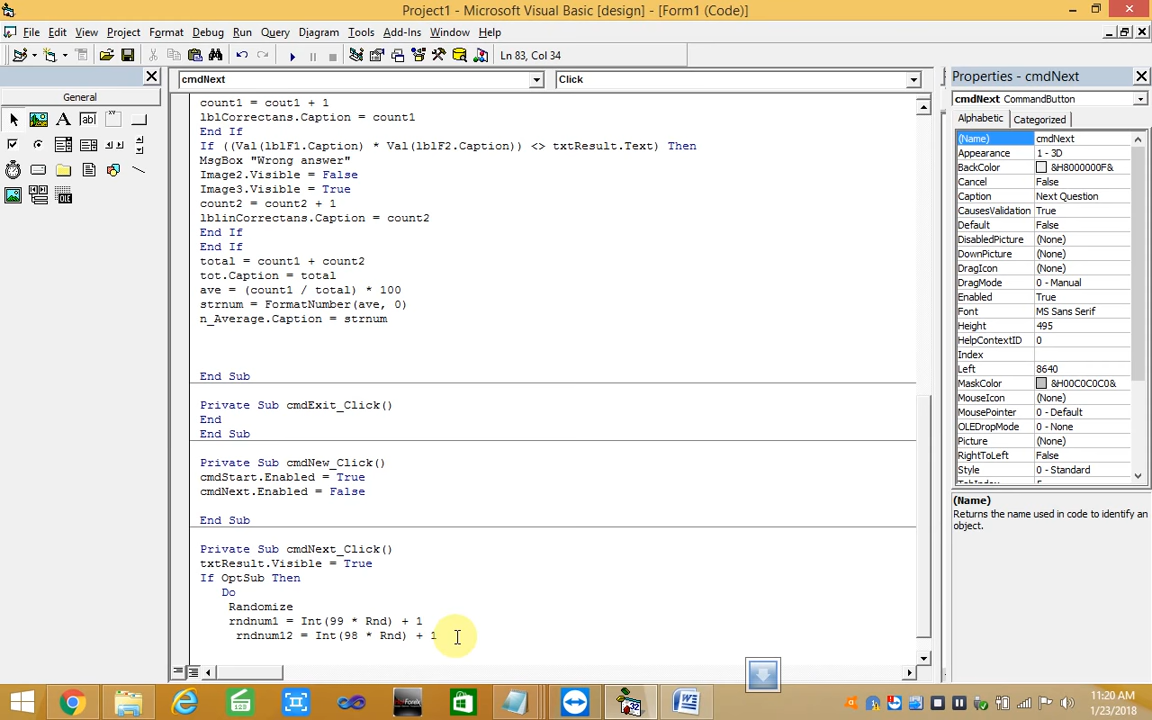 Project1 - Microsoft Visual Basic [design] - [Form1 (Code)]
File Edit View Project Format Debug Run Query Diagram Tools Add-Ins Window Help
Ln 83, Col 34
General
cmdNext
Click
count1 = cout1 + 1
lblCorrectans.Caption = count1
End If
If ((Val(lblF1.Caption) * Val(lblF2.Caption)) <> txtResult.Text) Then
MsgBox "Wrong answer"
Image2.Visible = False
Image3.Visible = True
count2 = count2 + 1
lblinCorrectans.Caption = count2
End If
End If
total = count1 + count2
tot.Caption = total
ave = (count1 / total) * 100
strnum = FormatNumber(ave, 0)
n_Average.Caption = strnum
End Sub
Private Sub cmdExit_Click()
End
End Sub
Private Sub cmdNew_Click()
cmdStart.Enabled = True
cmdNext.Enabled = False
End Sub
Private Sub cmdNext_Click()
txtResult.Visible = True
If OptSub Then
Do
Randomize
rndnum1 = Int(99 * Rnd) + 1
rndnum12 = Int(98 * Rnd) + 1
Properties - cmdNext
cmdNext CommandButton
Alphabetic Categorized
(Name) cmdNext
Appearance 1 - 3D
BackColor &H8000000F&
Cancel False
Caption Next Question
CausesValidation True
Default False
DisabledPicture (None)
DownPicture (None)
DragIcon (None)
DragMode 0 - Manual
Enabled True
Font MS Sans Serif
Height 495
HelpContextID 0
Index
Left 8640
MaskColor &H00C0C0C0&
MouseIcon (None)
MousePointer 0 - Default
OLEDropMode 0 - None
Picture (None)
RightToLeft False
Style 0 - Standard
(Name)
Returns the name used in code to identify an object.
11:20 AM
1/23/2018